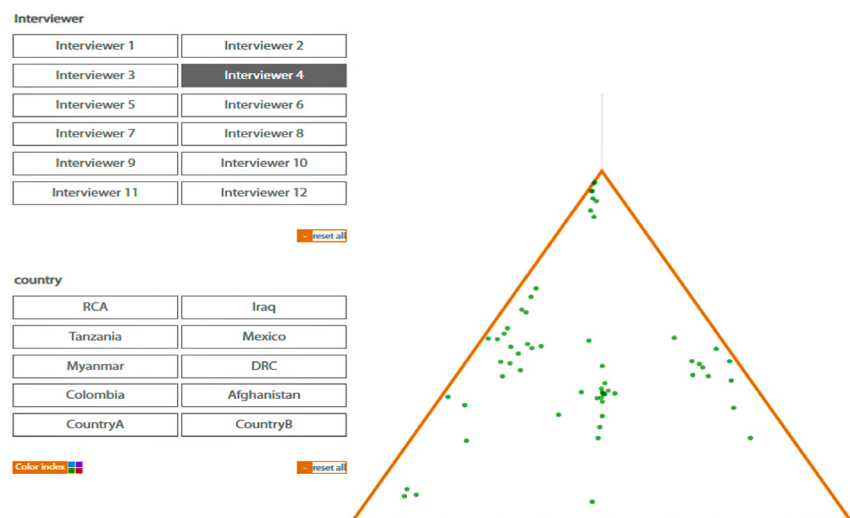 Interviewer
Interviewer 1 Interviewer 2
Interviewer 3 Interviewer 4
Interviewer 5 Interviewer 6
Interviewer 7 Interviewer 8
Interviewer 9 Interviewer 10
Interviewer 11 Interviewer 12
- reset all
country
RCA Iraq
Tanzania Mexico
Myanmar DRC
Colombia Afghanistan
CountryA CountryB
Color index - reset all